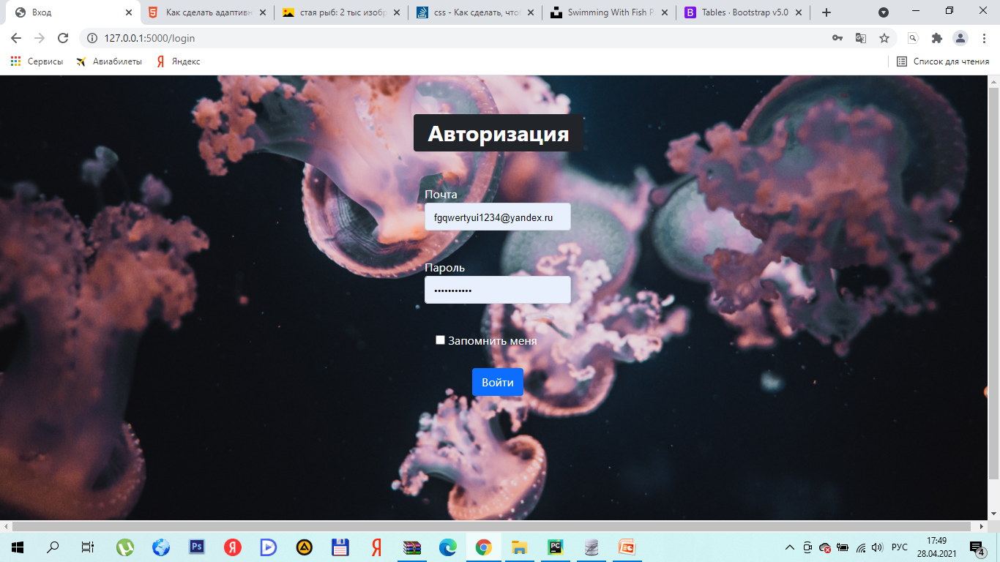 Вход
Как сделать адаптивн
стая рыб: 2 тыс изобр
css - Как сделать, что
Swimming With Fish P
Tables · Bootstrap v5.0
127.0.0.1:5000/login
Сервисы
Авиабилеты
Яндекс
Список для чтения
Авторизация
Почта
fgqwertyui1234@yandex.ru
Пароль
•••••••••••
Запомнить меня
Войти
РУС
17:49
28.04.2021
4